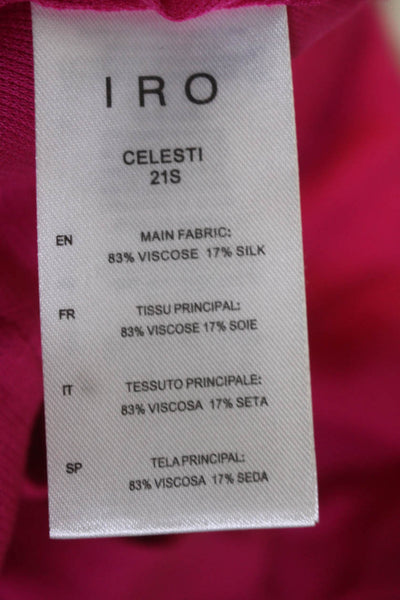 IRO
CELESTI
21S
EN
MAIN FABRIC:
83% VISCOSE 17% SILK
FR
TISSU PRINCIPAL:
83% VISCOSE 17% SOIE
IT
TESSUTO PRINCIPALE:
83% VISCOSA 17% SETA
SP
TELA PRINCIPAL:
83% VISCOSA 17% SEDA